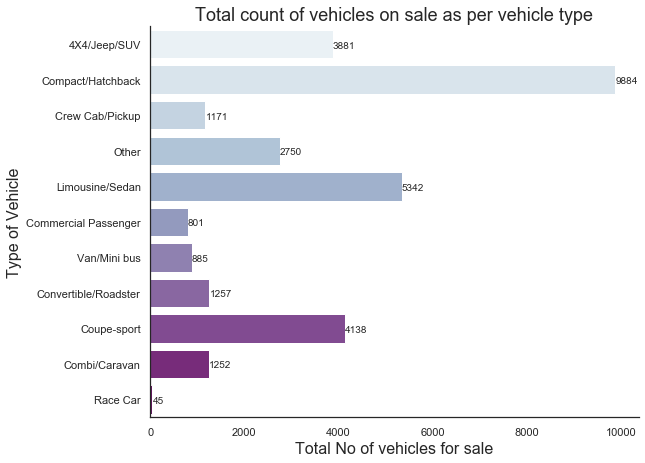 Total count of vehicles on sale as per vehicle type
Type of Vehicle
4X4/Jeep/SUV 3881
Compact/Hatchback 9884
Crew Cab/Pickup 1171
Other 2750
Limousine/Sedan 5342
Commercial Passenger 801
Van/Mini bus 885
Convertible/Roadster 1257
Coupe-sport 4138
Combi/Caravan 1252
Race Car 45
0 2000 4000 6000 8000 10000
Total No of vehicles for sale